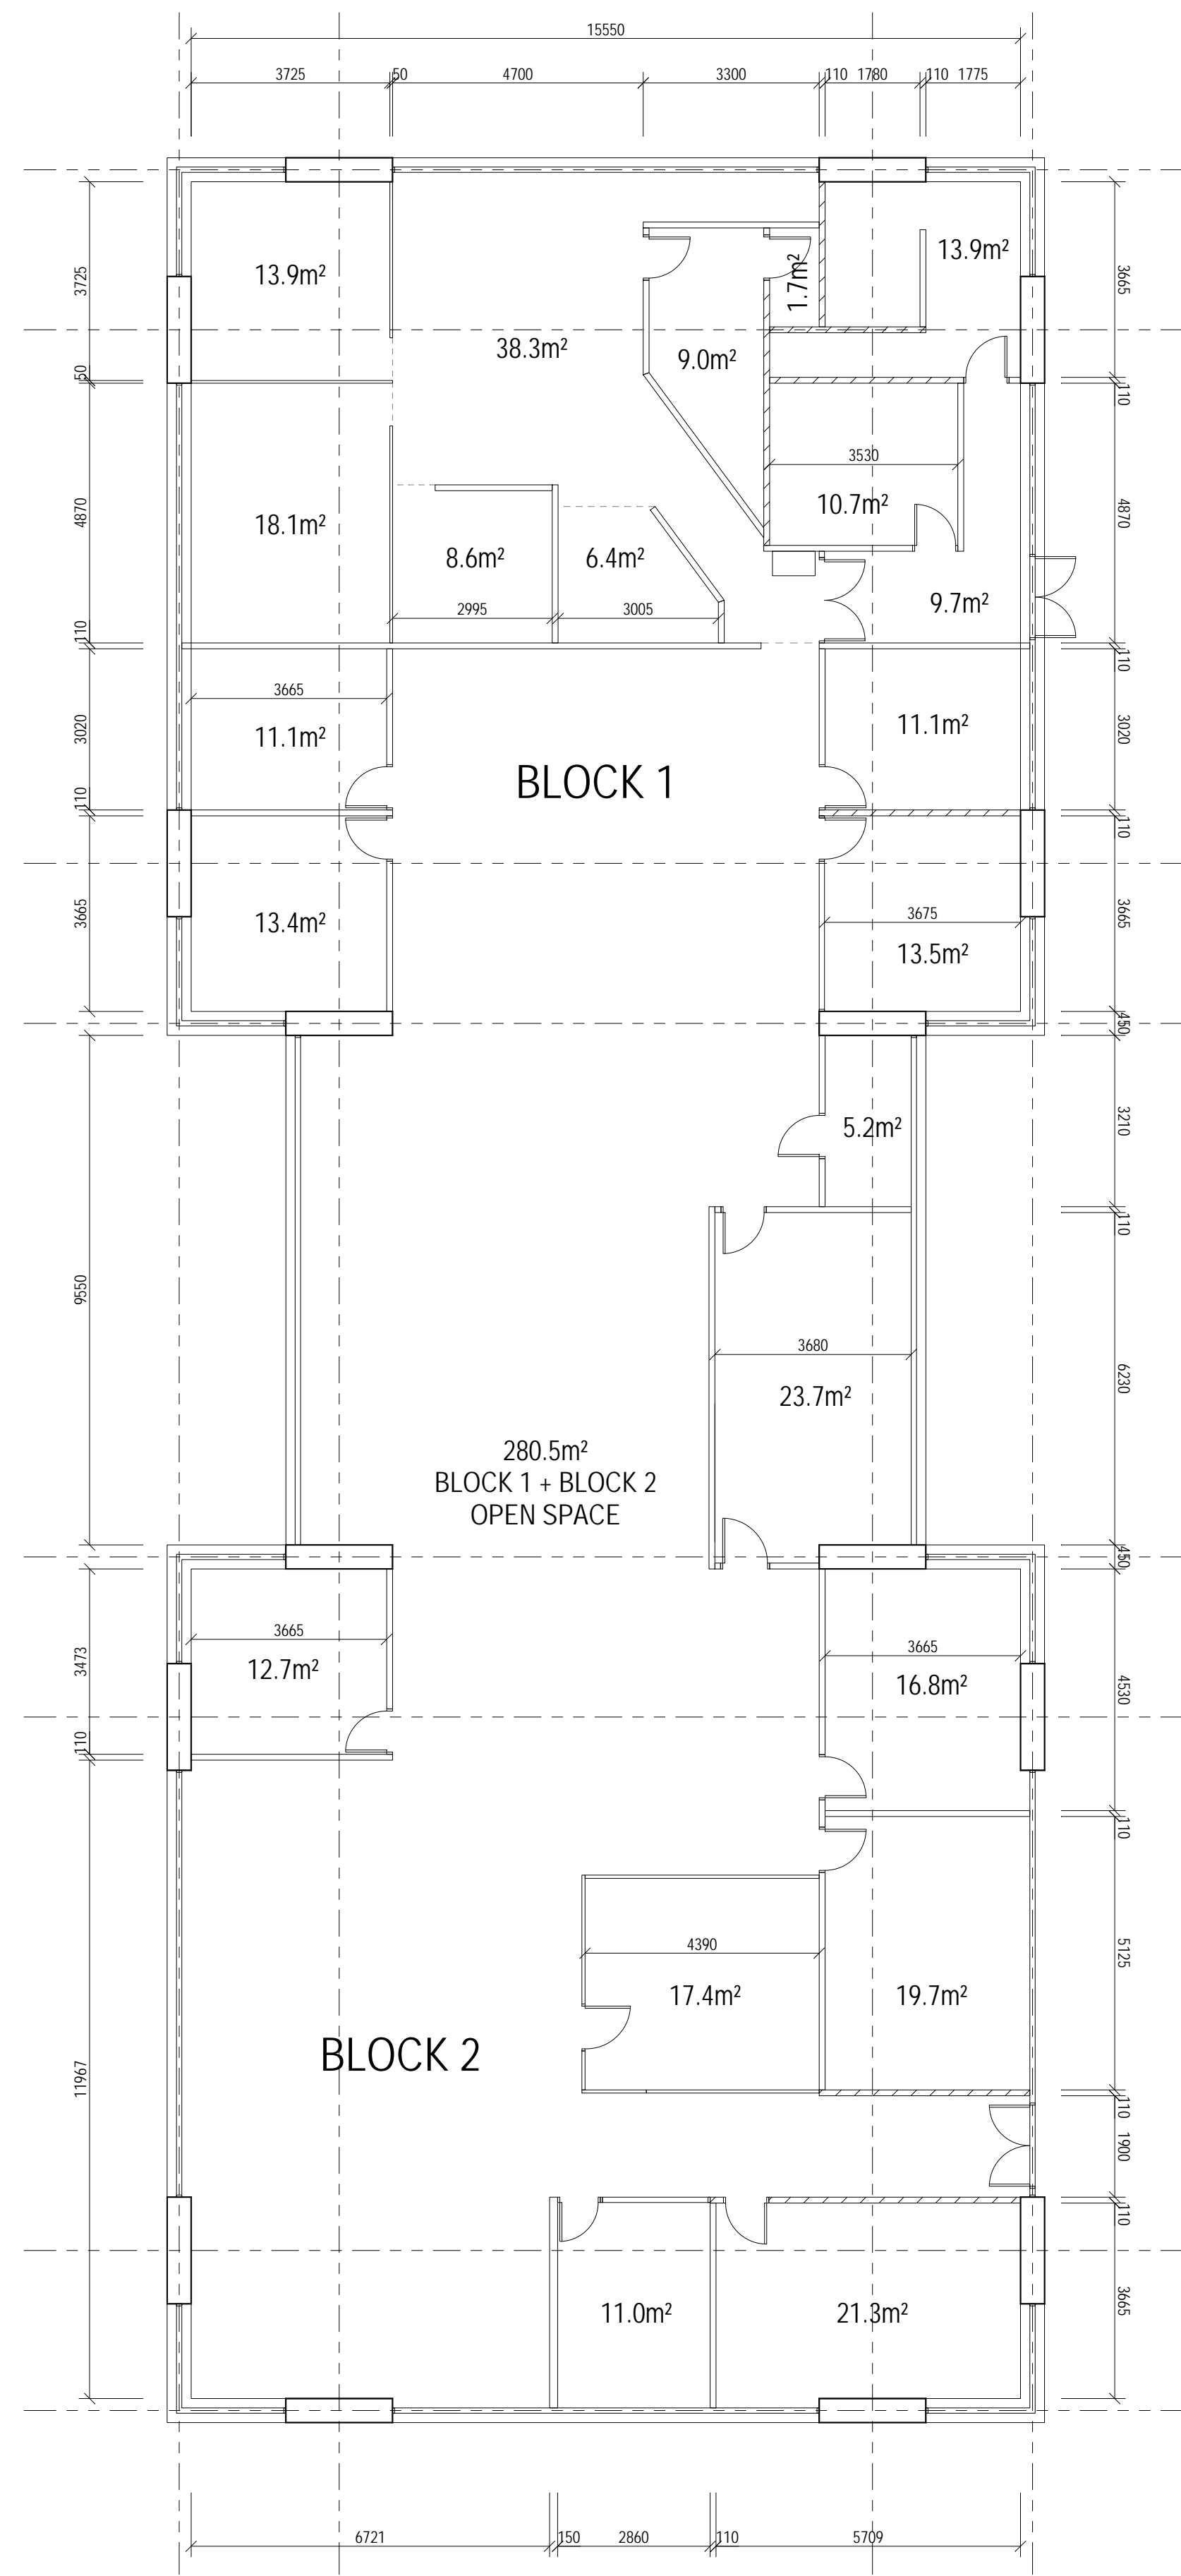 15550
3725 50 4700 3300 110 1780 110 1775
3725
50
4870
110
3020
110
3665
9550
3473
110
11967
13.9m²
38.3m²
9.0m²
1.7m²
13.9m²
3530
10.7m²
18.1m²
8.6m²
6.4m²
9.7m²
2995
3005
3665
11.1m²
11.1m²
BLOCK 1
13.4m²
3675
13.5m²
5.2m²
3680
23.7m²
280.5m²
BLOCK 1 + BLOCK 2
OPEN SPACE
3665
12.7m²
3665
16.8m²
4390
17.4m²
19.7m²
BLOCK 2
11.0m²
21.3m²
3665
110
4870
110
3020
110
3665
450
3210
110
6230
450
4530
110
5125
110
1900
110
3665
6721 150 2860 110 5709